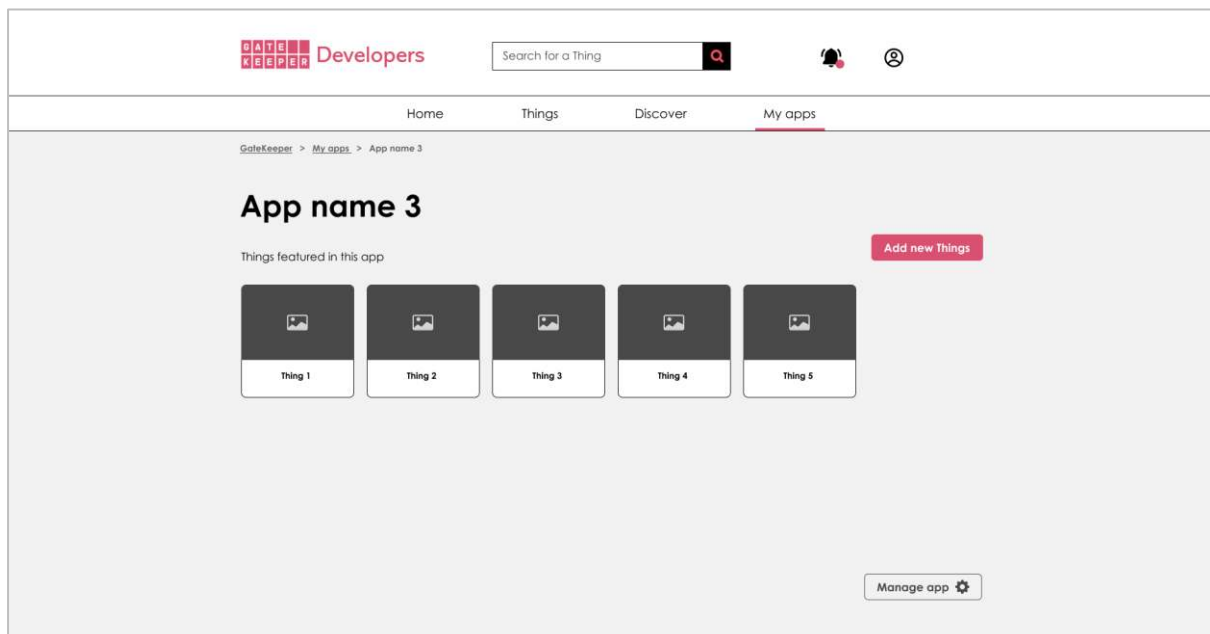 GATE
KEEPER
Developers
Search for a Thing
Home Things Discover My apps
GateKeeper > My apps > App name 3
App name 3
Things featured in this app
Add new Things
Thing 1 Thing 2 Thing 3 Thing 4 Thing 5
Manage app